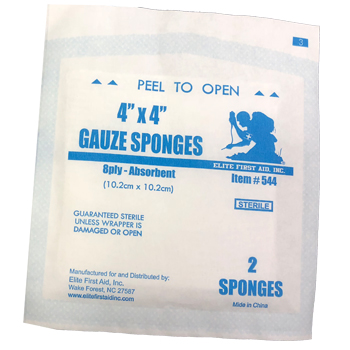 3
PEEL TO OPEN
4" x 4"
GAUZE SPONGES
ELITE FIRST AID, INC.
8ply - Absorbent
Item # 544
(10.2cm x 10.2cm)
STERILE
GUARANTEED STERILE
UNLESS WRAPPER IS
DAMAGED OR OPEN
2
SPONGES
Manufactured for and Distributed by:
Elite First Aid, Inc.
Wake Forest, NC 27587
www.elitefirstaidinc.com
Made in China